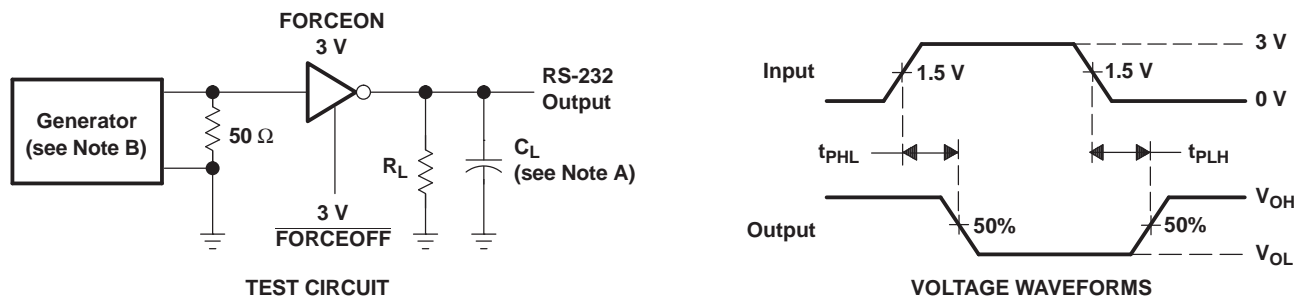 FORCEON
3 V
Generator
(see Note B)
50 Ω
RS-232
Output
R_L
C_L
(see Note A)
3 V
FORCEOFF
TEST CIRCUIT
Input
1.5 V
1.5 V
3 V
0 V
t_PHL
t_PLH
Output
50%
50%
V_OH
V_OL
VOLTAGE WAVEFORMS